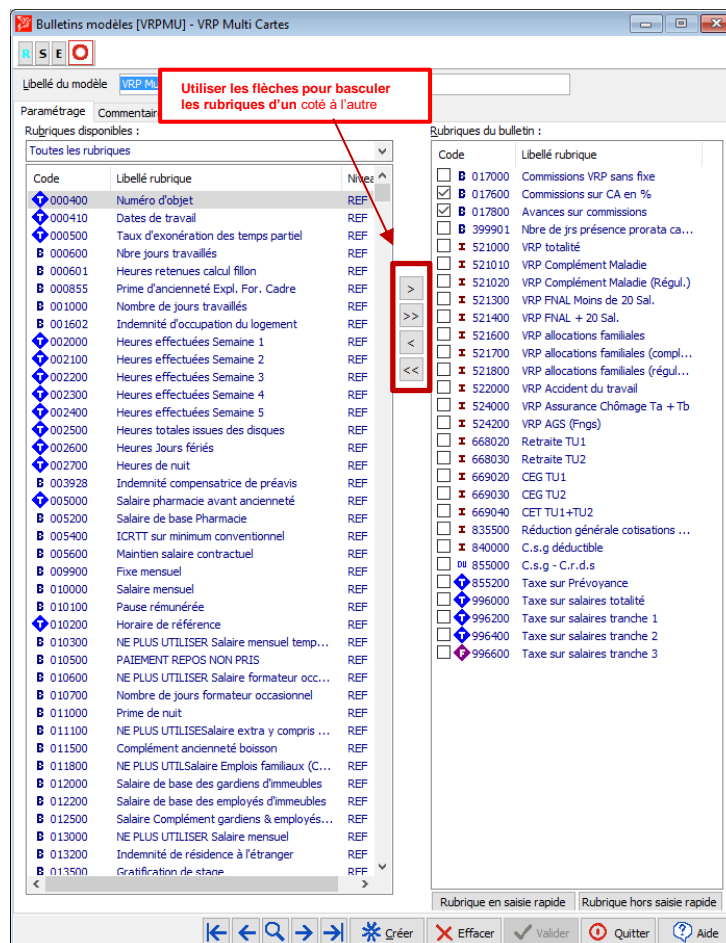 Bulletins modèles [VRPMU] - VRP Multi Cartes
R S E
Libellé du modèle VRP Mu
Utiliser les flèches pour basculer
les rubriques d'un coté à l'autre
Paramétrage Commentai
Rubriques disponibles :
Toutes les rubriques
Code Libellé rubrique Nivea
T 000400 Numéro d'objet REF
T 000410 Dates de travail REF
T 000500 Taux d'exonération des temps partiel REF
B 000600 Nbre jours travaillés REF
B 000601 Heures retenues calcul fillon REF
B 000855 Prime d'ancienneté Expl. For. Cadre REF
B 001000 Nombre de jours travaillés REF
B 001602 Indemnité d'occupation du logement REF
T 002000 Heures effectuées Semaine 1 REF
T 002100 Heures effectuées Semaine 2 REF
T 002200 Heures effectuées Semaine 3 REF
T 002300 Heures effectuées Semaine 4 REF
T 002400 Heures effectuées Semaine 5 REF
T 002500 Heures totales issues des disques REF
T 002600 Heures Jours fériés REF
T 002700 Heures de nuit REF
B 003928 Indemnité compensatrice de préavis REF
T 005000 Salaire pharmacie avant ancienneté REF
B 005200 Salaire de base Pharmacie REF
B 005400 ICRTT sur minimum conventionnel REF
B 005600 Maintien salaire contractuel REF
B 009900 Fixe mensuel REF
B 010000 Salaire mensuel REF
B 010100 Pause rémunérée REF
T 010200 Horaire de référence REF
B 010300 NE PLUS UTILISER Salaire mensuel temp... REF
B 010500 PAIEMENT REPOS NON PRIS REF
B 010600 NE PLUS UTILISER Salaire formateur occ... REF
B 010700 Nombre de jours formateur occasionnel REF
B 011000 Prime de nuit REF
B 011100 NE PLUS UTILISESalaire extra y compris ... REF
B 011500 Complément ancienneté boisson REF
B 011800 NE PLUS UTILSalaire Emplois familiaux (C... REF
B 012000 Salaire de base des gardiens d'immeubles REF
B 012200 Salaire de base des employés d'immeubles REF
B 012500 Salaire Complément gardiens & employés... REF
B 013000 NE PLUS UTILISER Salaire mensuel REF
B 013200 Indemnité de résidence à l'étranger REF
B 013500 Gratification de stage REF
>
>>
<
<<
Rubriques du bulletin :
Code Libellé rubrique
B 017000 Commissions VRP sans fixe
B 017600 Commissions sur CA en %
B 017800 Avances sur commissions
B 399901 Nbre de jrs présence prorata ca...
I 521000 VRP totalité
I 521010 VRP Complément Maladie
I 521020 VRP Complément Maladie (Régul.)
I 521300 VRP FNAL Moins de 20 Sal.
I 521400 VRP FNAL + 20 Sal.
I 521600 VRP allocations familiales
I 521700 VRP allocations familiales (compl...
I 521800 VRP allocations familiales (régul...
I 522000 VRP Accident du travail
I 524000 VRP Assurance Chômage Ta + Tb
I 524200 VRP AGS (Fngs)
I 668020 Retraite TU1
I 668030 Retraite TU2
I 669020 CEG TU1
I 669030 CEG TU2
I 669040 CET TU1+TU2
I 835500 Réduction générale cotisations ...
I 840000 C.s.g déductible
DU 855000 C.s.g - C.r.d.s
T 855200 Taxe sur Prévoyance
T 996000 Taxe sur salaires totalité
T 996200 Taxe sur salaires tranche 1
T 996400 Taxe sur salaires tranche 2
F 996600 Taxe sur salaires tranche 3
Rubrique en saisie rapide Rubrique hors saisie rapide
Créer Effacer Valider Quitter Aide